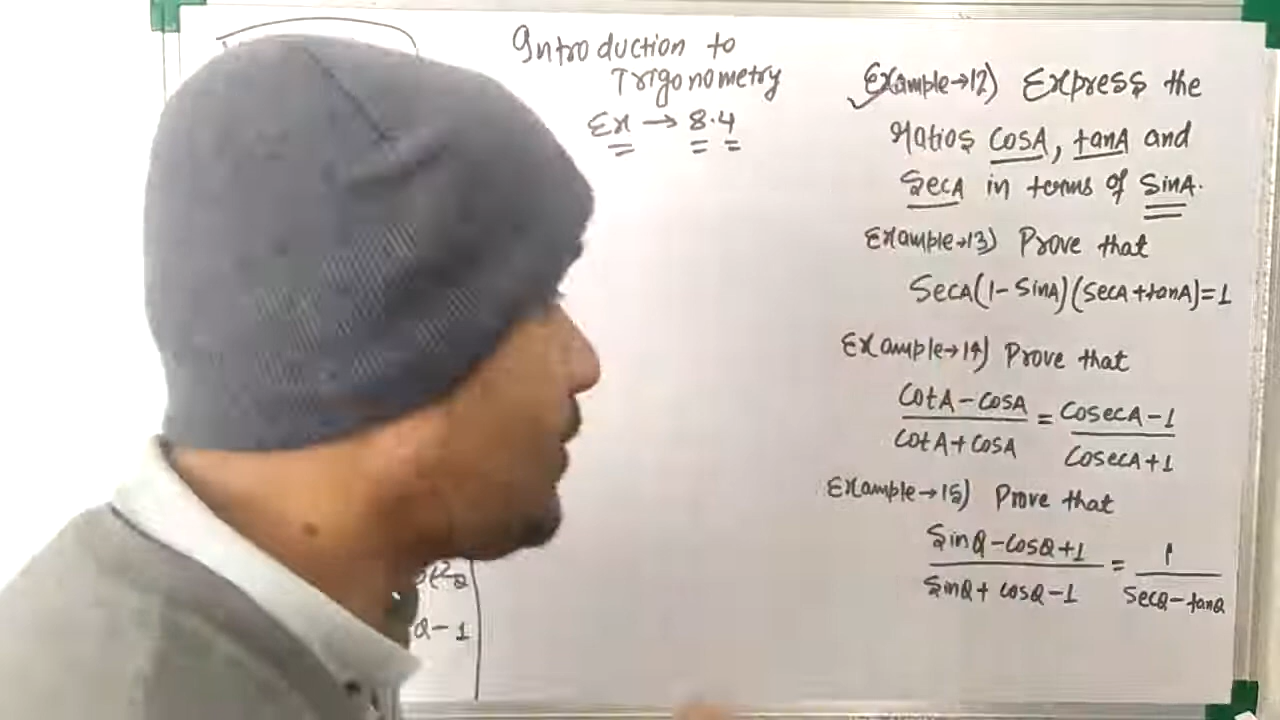 Introduction to
Trigonometry
Ex → 8.4
Example→12) Express the
ratios cosA, tanA and
SecA in terms of SinA.
Example→13) Prove that
SecA(1-SinA)(SecA+tanA)=1
Example→14) Prove that
CotA-CosA / CotA+CosA = CosecA-1 / CosecA+1
Example→15) Prove that
SinQ-CosQ+1 / SinQ+CosQ-1 = 1 / SecQ-tanQ
Q-1